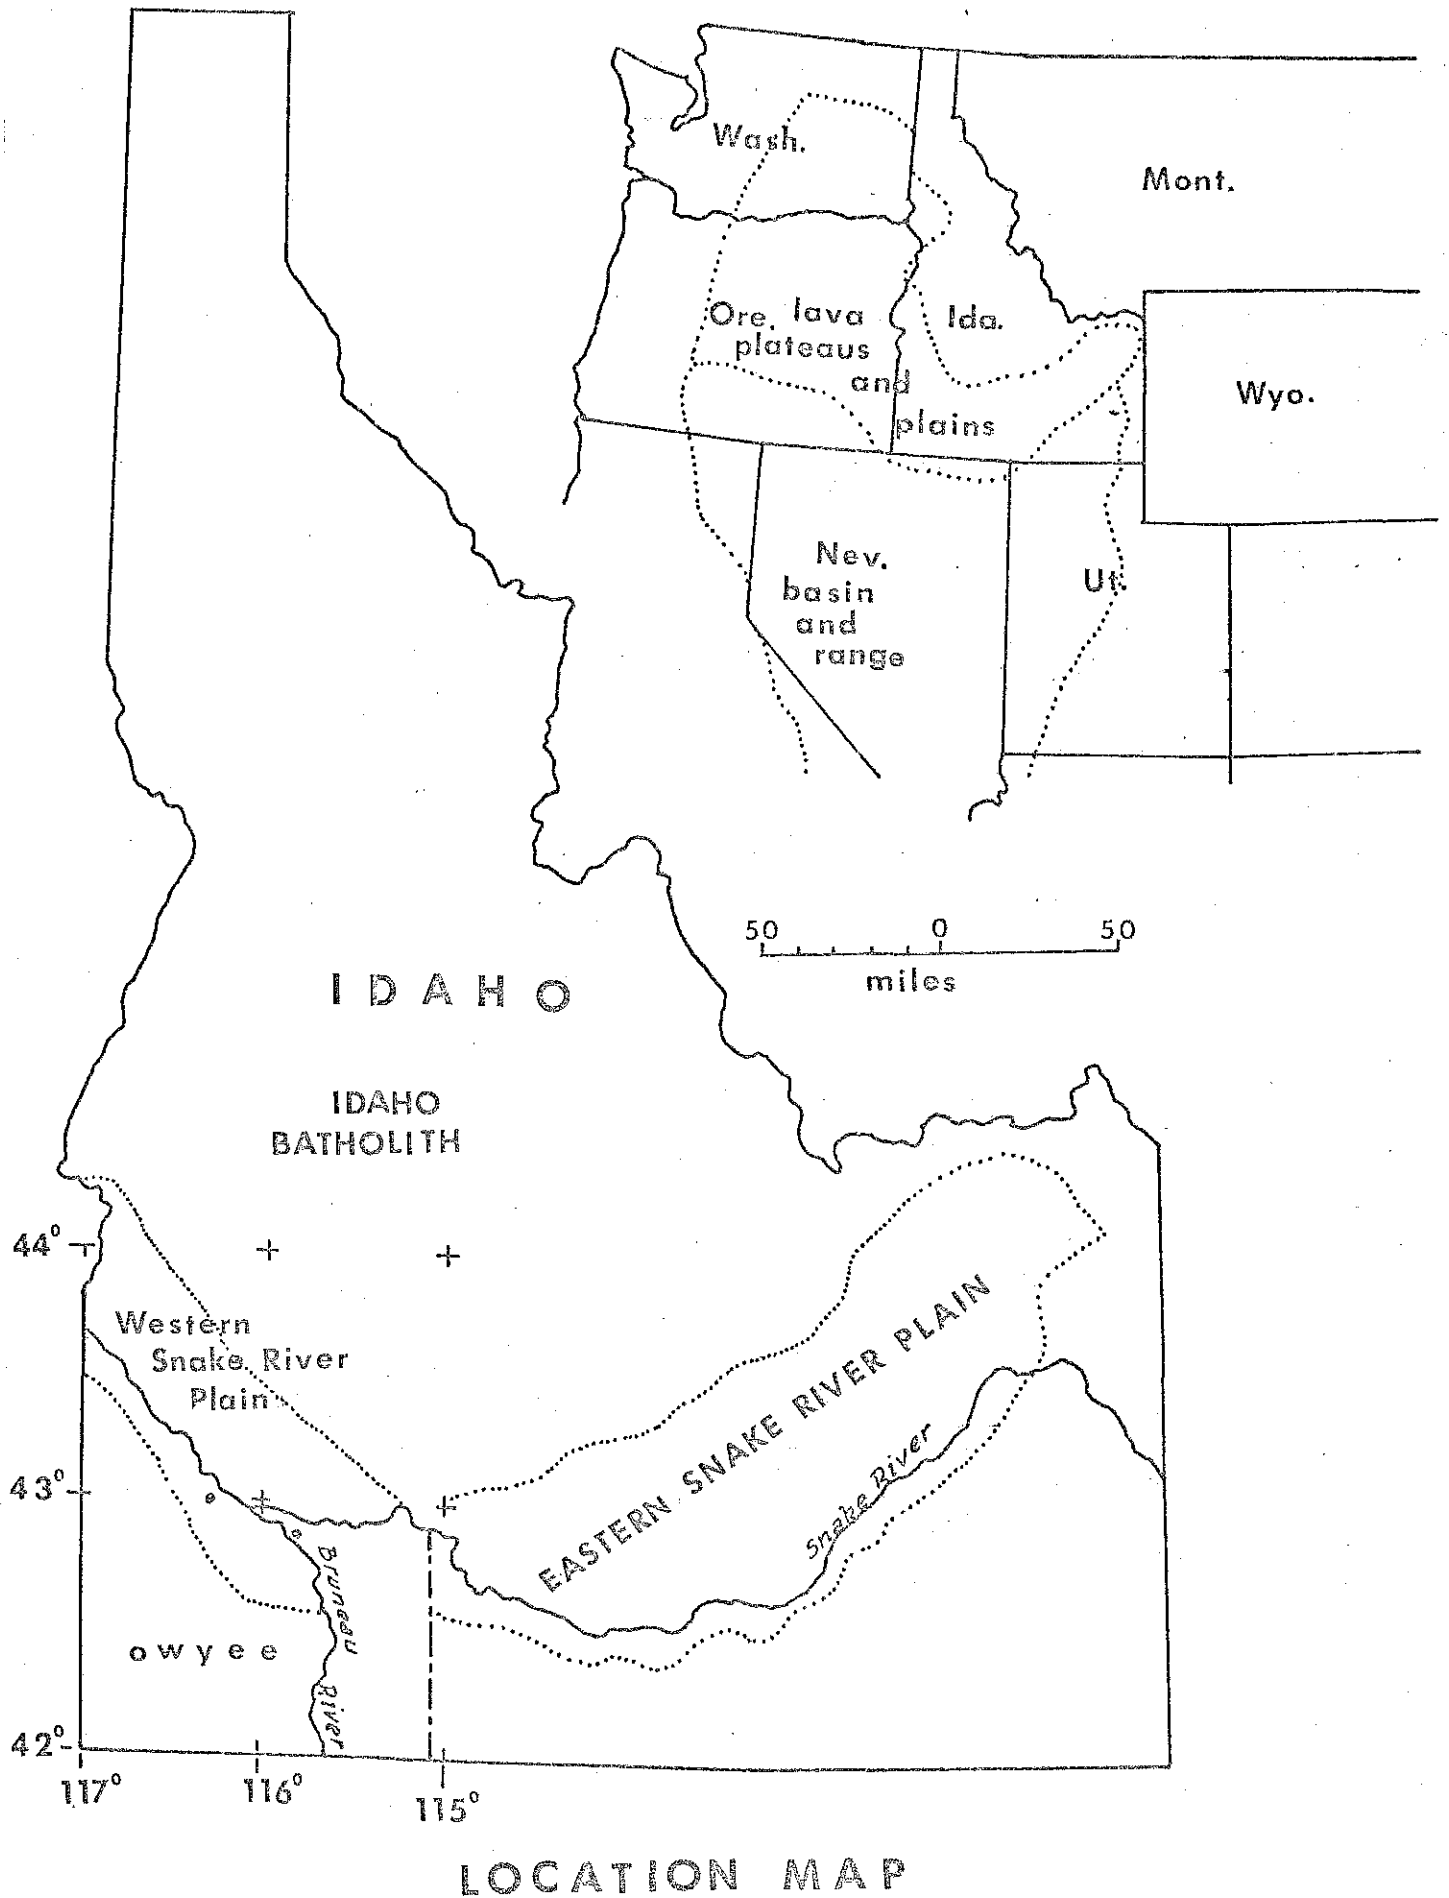 Wash.
Mont.
Ore. lava
plateaus
and
plains
Ida.
Wyo.
Nev.
basin
and
range
Ut.
50 0 50
miles
IDAHO
IDAHO
BATHOLITH
44°
Western
Snake River
Plain
EASTERN SNAKE RIVER PLAIN
Snake River
43°
Bruneau River
owyee
42°
117° 116° 115°
LOCATION MAP